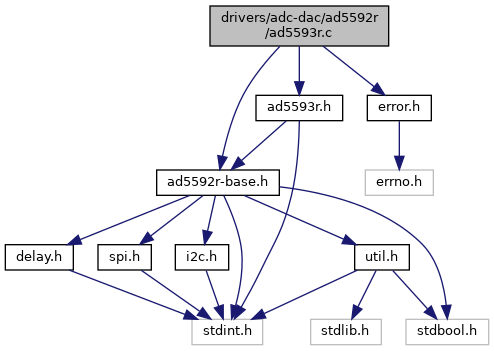 drivers/adc-dac/ad5592r
/ad5593r.c
ad5593r.h
error.h
ad5592r-base.h
errno.h
delay.h
spi.h
i2c.h
util.h
stdint.h
stdlib.h
stdbool.h